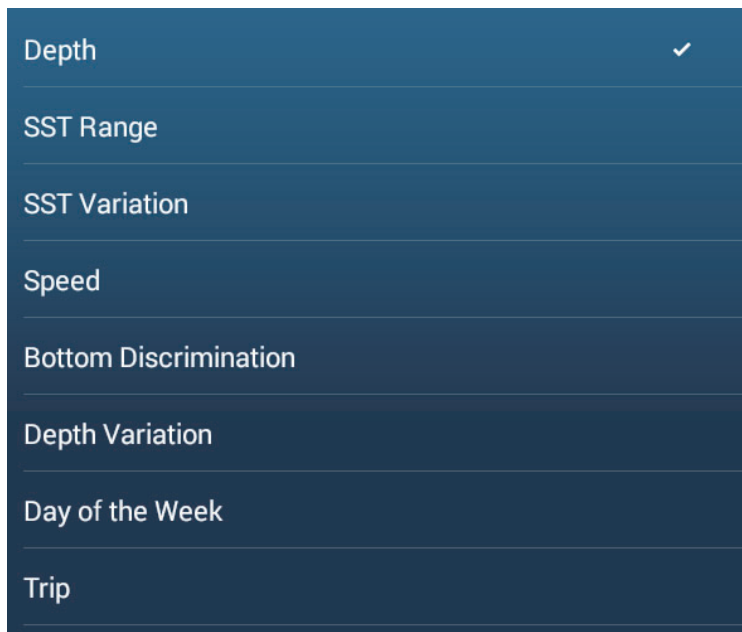 Depth
SST Range
SST Variation
Speed
Bottom Discrimination
Depth Variation
Day of the Week
Trip